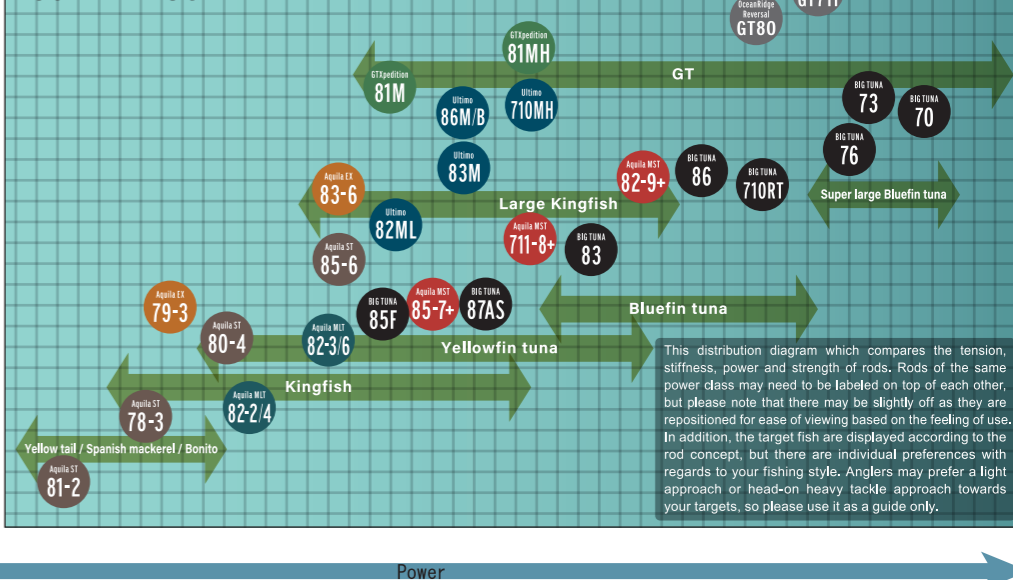 OceanRidge
Reversal
GT80
GTXpedition
81MH
GT
GTXpedition
81M
Ultimo
86M/B
Ultimo
710MH
BIG TUNA
73
BIG TUNA
70
BIG TUNA
76
Ultimo
83M
Aquila MST
82-9+
BIG TUNA
86
BIG TUNA
710RT
Super large Bluefin tuna
Aquila EX
83-6
Large Kingfish
Ultimo
82ML
Aquila MST
711-8+
BIG TUNA
83
Aquila ST
85-6
Aquila EX
79-3
BIG TUNA
85F
Aquila MST
85-7+
BIG TUNA
87AS
Bluefin tuna
Aquila ST
80-4
Aquila MLT
82-3/6
Yellowfin tuna
Kingfish
Aquila ST
78-3
Aquila MLT
82-2/4
Yellow tail / Spanish mackerel / Bonito
Aquila ST
81-2
This distribution diagram which compares the tension,
stiffness, power and strength of rods. Rods of the same
power class may need to be labeled on top of each other,
but please note that there may be slightly off as they are
repositioned for ease of viewing based on the feeling of use.
In addition, the target fish are displayed according to the
rod concept, but there are individual preferences with
regards to your fishing style. Anglers may prefer a light
approach or head-on heavy tackle approach towards
your targets, so please use it as a guide only.
Power